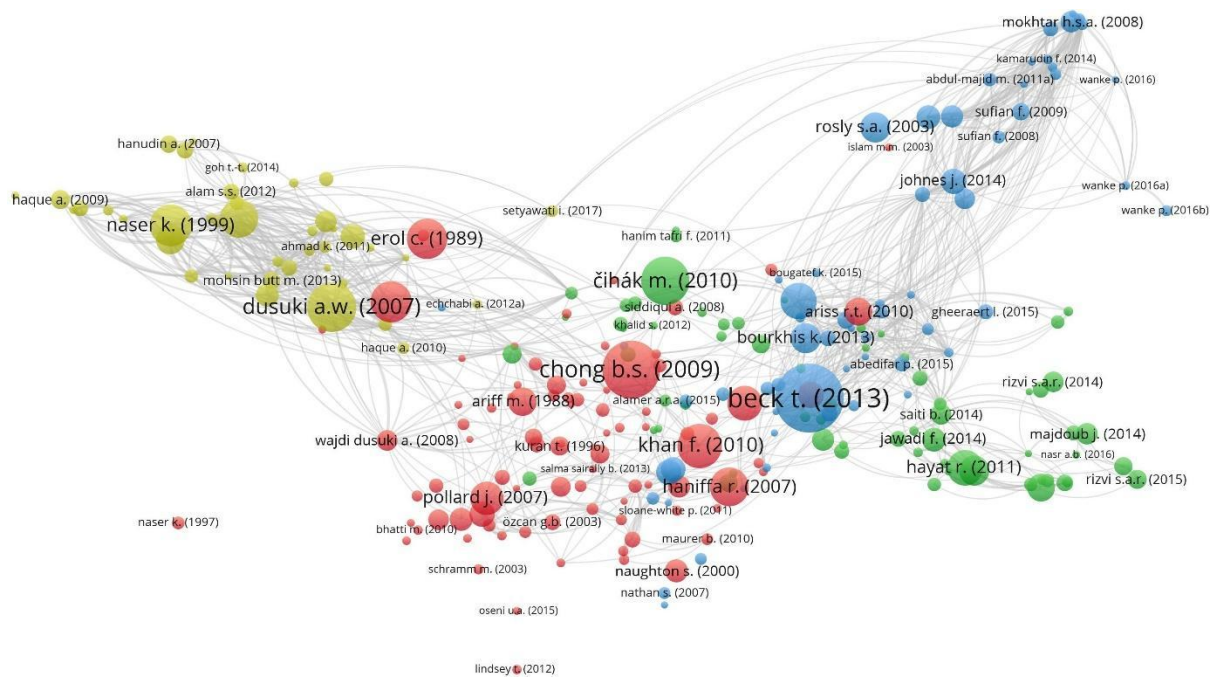 mokhtar h.s.a. (2008)
kamarudin f. (2014)
abdul-majid m. (2011a)
wanke p. (2016)
sufian f. (2009)
rosly s.a. (2003)
sufian f. (2008)
hanudin a. (2007)
islam m.m. (2003)
goh t.-t. (2014)
johnes j. (2014)
wanke p. (2016a)
alam s.s. (2012)
haque a. (2009)
setyawati i. (2017)
wanke p. (2016b)
naser k. (1999)
erol c. (1989)
hanim tafri f. (2011)
ahmad k. (2011)
mohsin butt m. (2013)
čihák m. (2010)
bougatef k. (2015)
dusuki a.w. (2007)
echchabi a. (2012a)
siddiqui a. (2008)
ariss r.t. (2010)
gheeraert l. (2015)
khalid s. (2012)
bourkhis k. (2013)
haque a. (2010)
chong b.s. (2009)
abedifar p. (2015)
rizvi s.a.r. (2014)
beck t. (2013)
ariff m. (1988)
alamer a.r.a. (2015)
saiti b. (2014)
wajdi dusuki a. (2008)
kuran t. (1996)
khan f. (2010)
jawadi f. (2014)
majdoub j. (2014)
nasr a.b. (2016)
salma sairally b. (2013)
hayat r. (2011)
rizvi s.a.r. (2015)
haniffa r. (2007)
pollard j. (2007)
sloane-white p. (2011)
naser k. (1997)
bhatti m. (2010)
özcan g.b. (2003)
maurer b. (2010)
schramm m. (2003)
naughton s. (2000)
nathan s. (2007)
oseni u.a. (2015)
lindsey t. (2012)